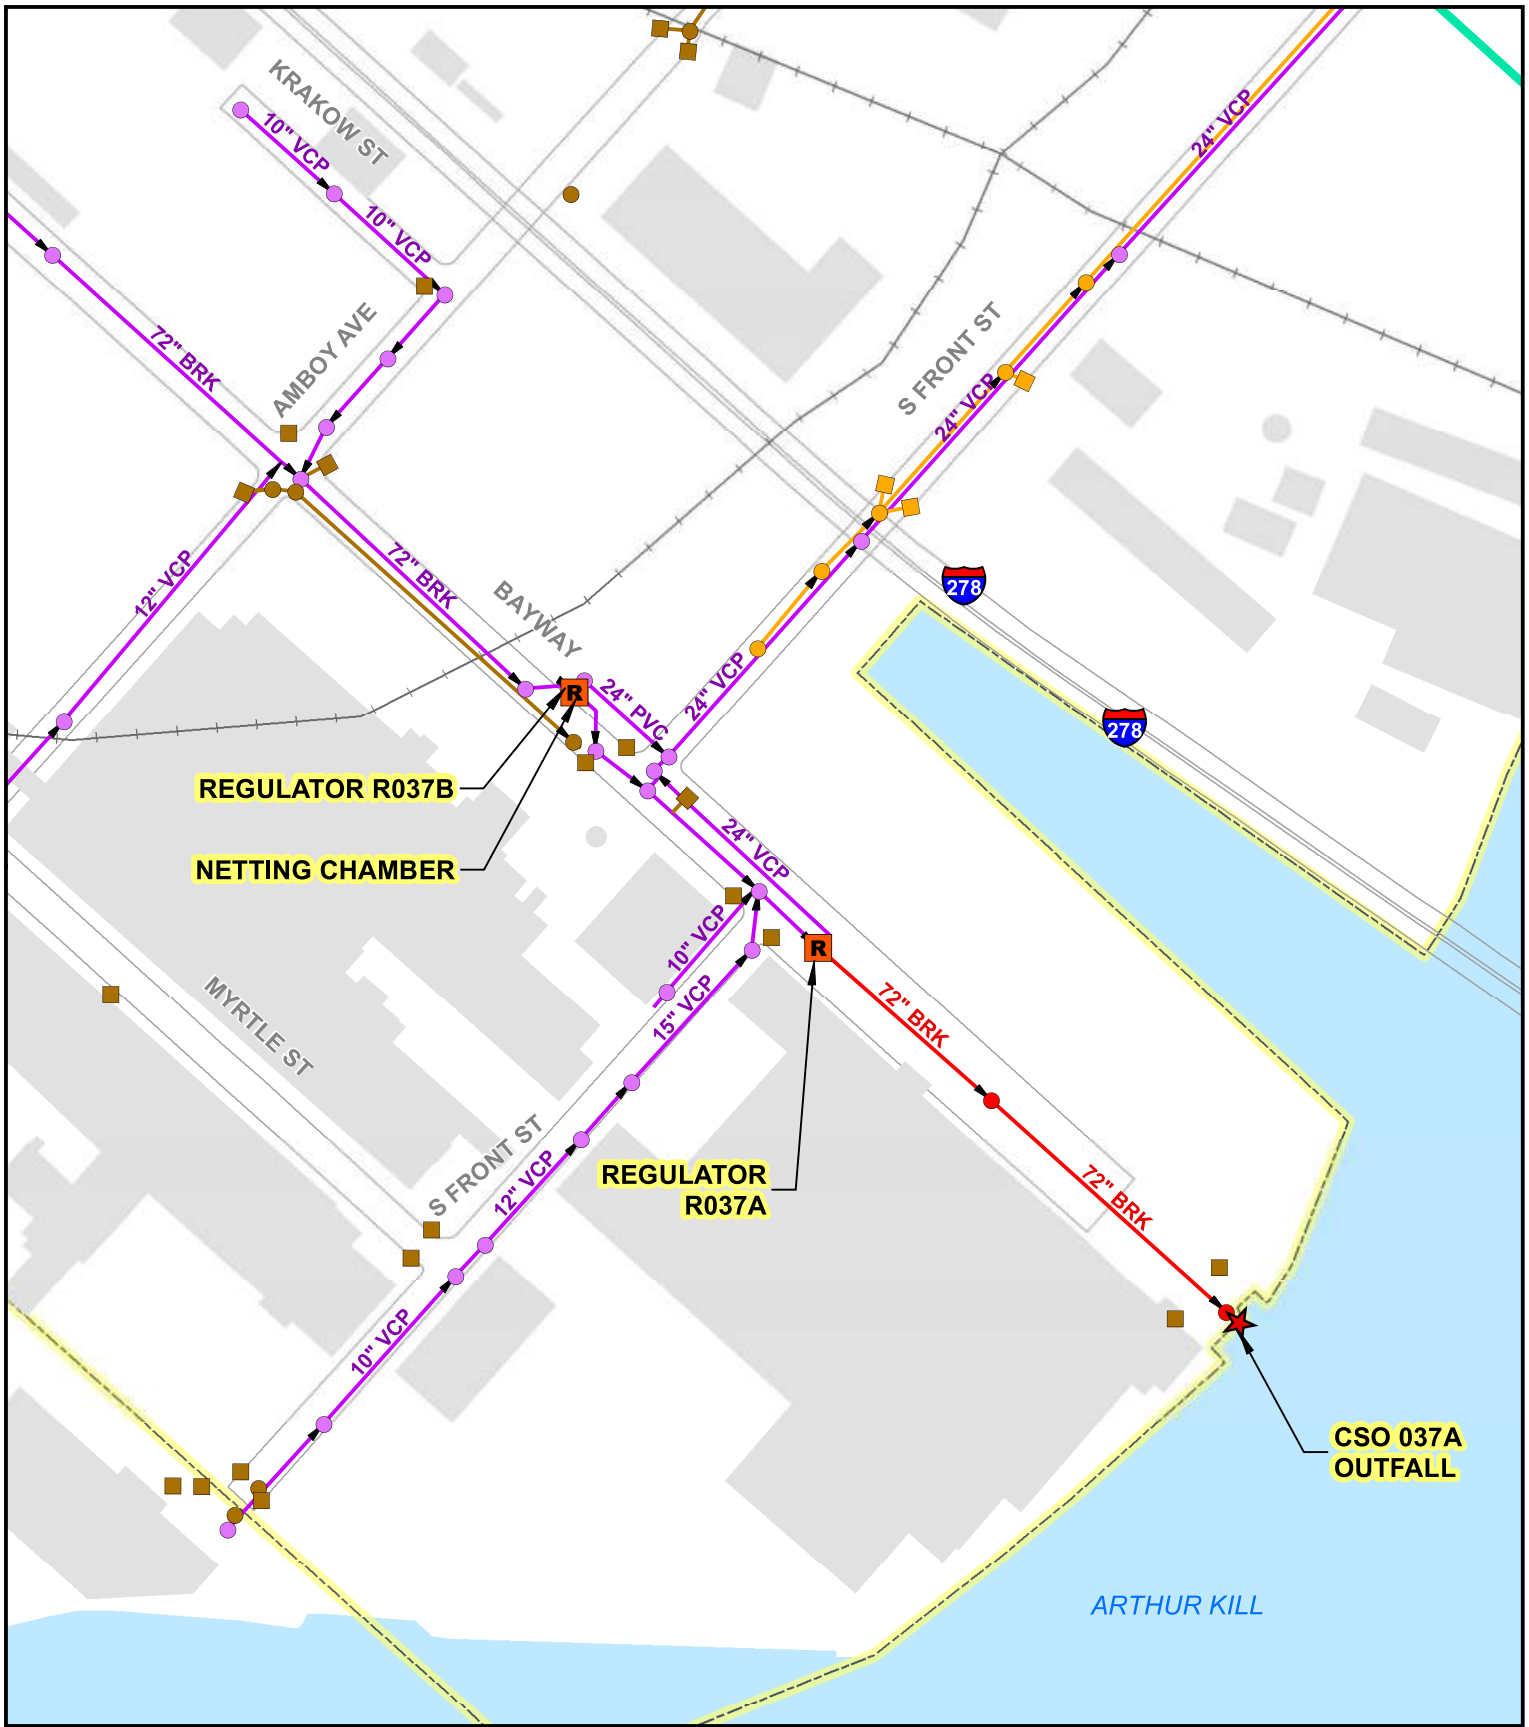 KRAKOW ST
10" VCP
10" VCP
24" VCP
72" BRK
AMBOY AVE
S FRONT ST
24" VCP
12" VCP
72" BRK
BAYWAY
278
24" VCP
24" PVC
R
278
REGULATOR R037B
NETTING CHAMBER
24" VCP
10" VCP
R
15" VCP
72" BRK
MYRTLE ST
S FRONT ST
12" VCP
REGULATOR
R037A
72" BRK
10" VCP
CSO 037A
OUTFALL
ARTHUR KILL